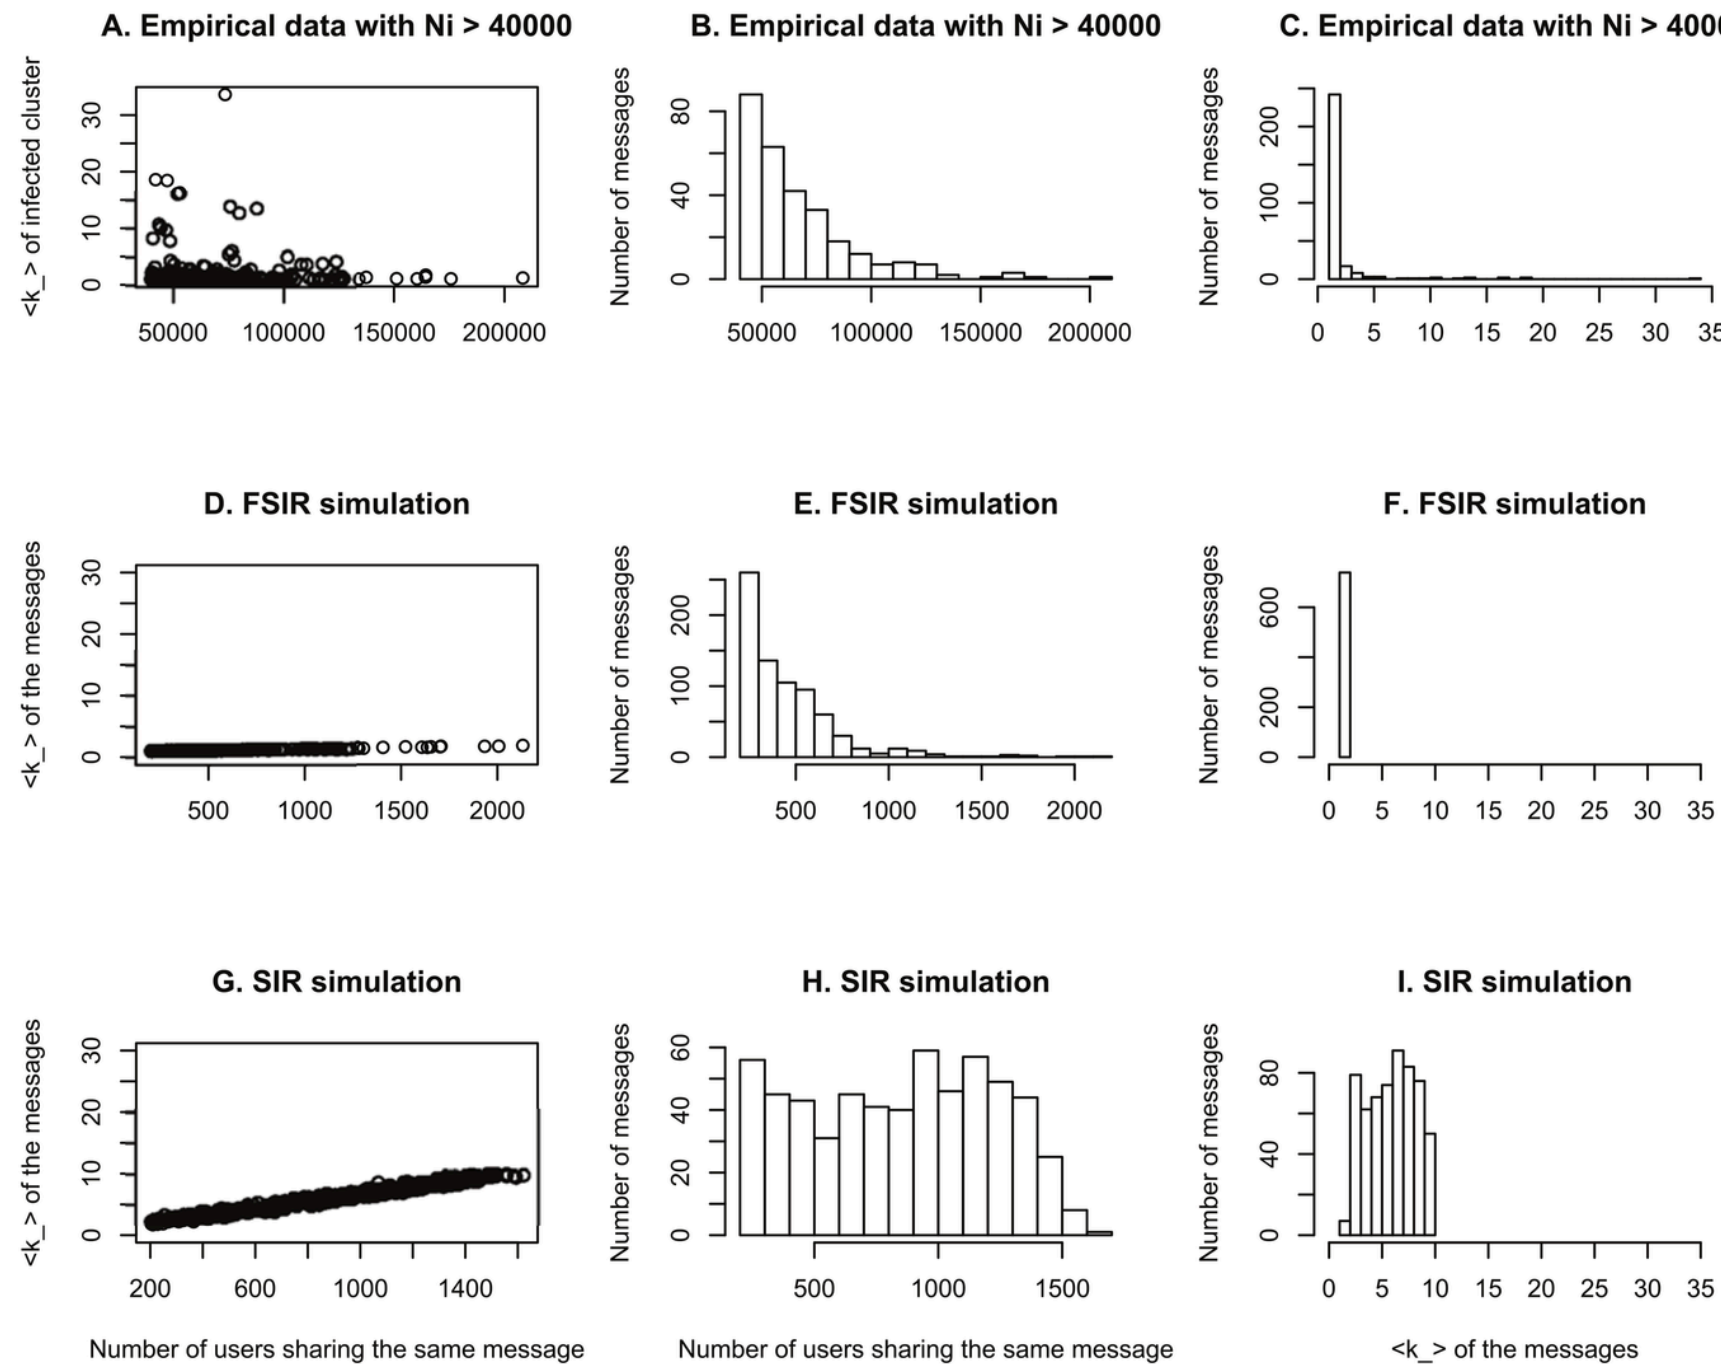 A. Empirical data with Ni > 40000
<k_> of infected cluster
0 10 20 30
50000 100000 150000 200000
B. Empirical data with Ni > 40000
Number of messages
0 40 80
50000 100000 150000 200000
C. Empirical data with Ni > 4000
Number of messages
0 100 200
0 5 10 15 20 25 30 35
D. FSIR simulation
<k_> of the messages
0 10 20 30
500 1000 1500 2000
E. FSIR simulation
Number of messages
0 100 200
500 1000 1500 2000
F. FSIR simulation
Number of messages
0 200 600
0 5 10 15 20 25 30 35
G. SIR simulation
<k_> of the messages
0 10 20 30
200 600 1000 1400
Number of users sharing the same message
H. SIR simulation
Number of messages
0 20 40 60
500 1000 1500
Number of users sharing the same message
I. SIR simulation
Number of messages
0 40 80
0 5 10 15 20 25 30 35
<k_> of the messages